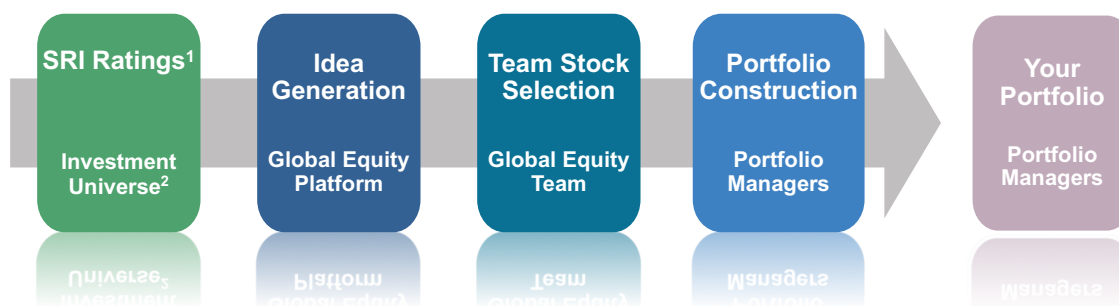 SRI Ratings¹
Investment
Universe²
Idea
Generation
Global Equity
Platform
Team Stock
Selection
Global Equity
Team
Portfolio
Construction
Portfolio
Managers
Your
Portfolio
Portfolio
Managers